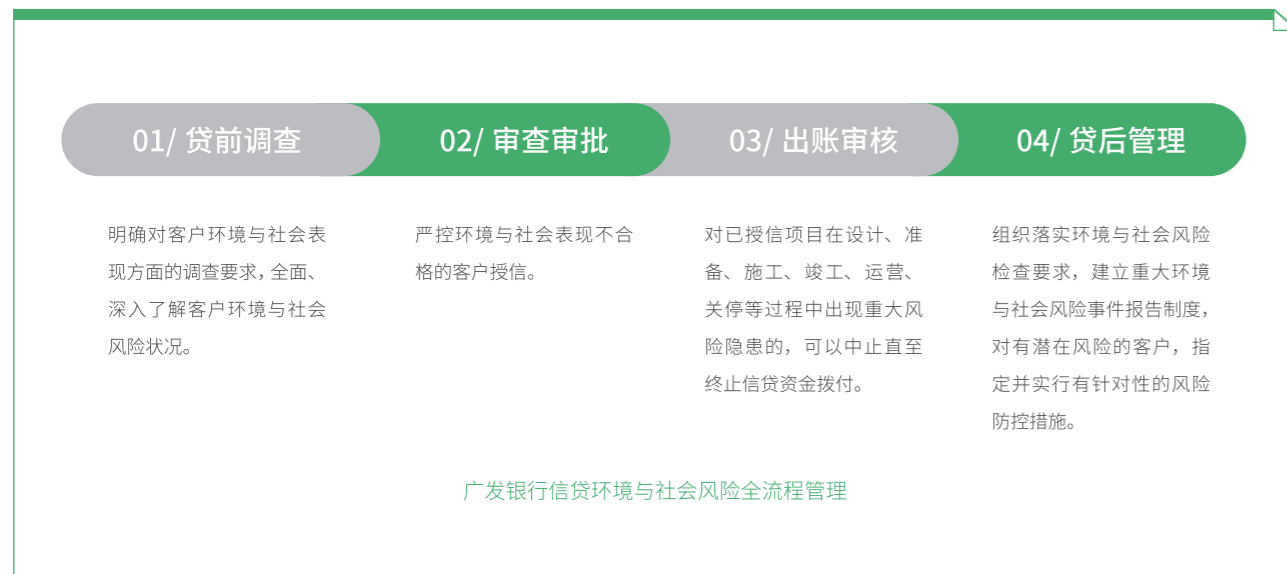 01/ 贷前调查
02/ 审查审批
03/ 出账审核
04/ 贷后管理
明确对客户环境与社会表
现方面的调查要求，全面、
深入了解客户环境与社会
风险状况。
严控环境与社会表现不合
格的客户授信。
对已授信项目在设计、准
备、施工、竣工、运营、
关停等过程中出现重大风
险隐患的，可以中止直至
终止信贷资金拨付。
组织落实环境与社会风险
检查要求，建立重大环境
与社会风险事件报告制度，
对有潜在风险的客户，指
定并实行有针对性的风险
防控措施。
广发银行信贷环境与社会风险全流程管理